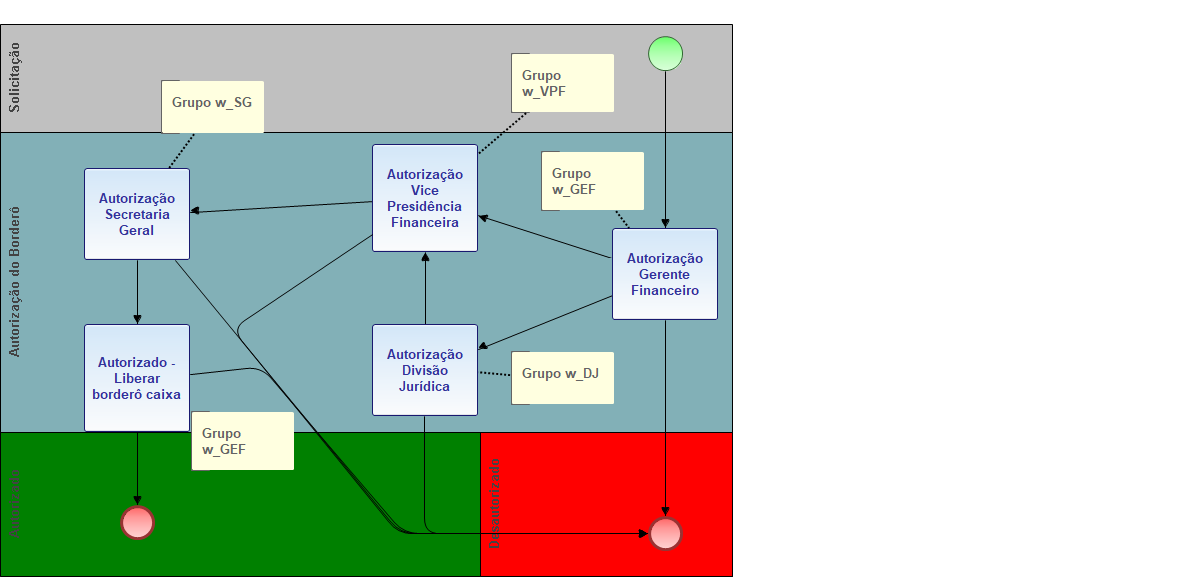 Solicitação
Grupo w_SG
Grupo
w_VPF
Autorização do Borderô
Autorização
Secretaria
Geral
Autorização
Vice
Presidência
Financeira
Grupo
w_GEF
Autorização
Gerente
Financeiro
Autorizado -
Liberar
borderô caixa
Autorização
Divisão
Jurídica
Grupo w_DJ
Grupo
w_GEF
Autorizado
Desautorizado